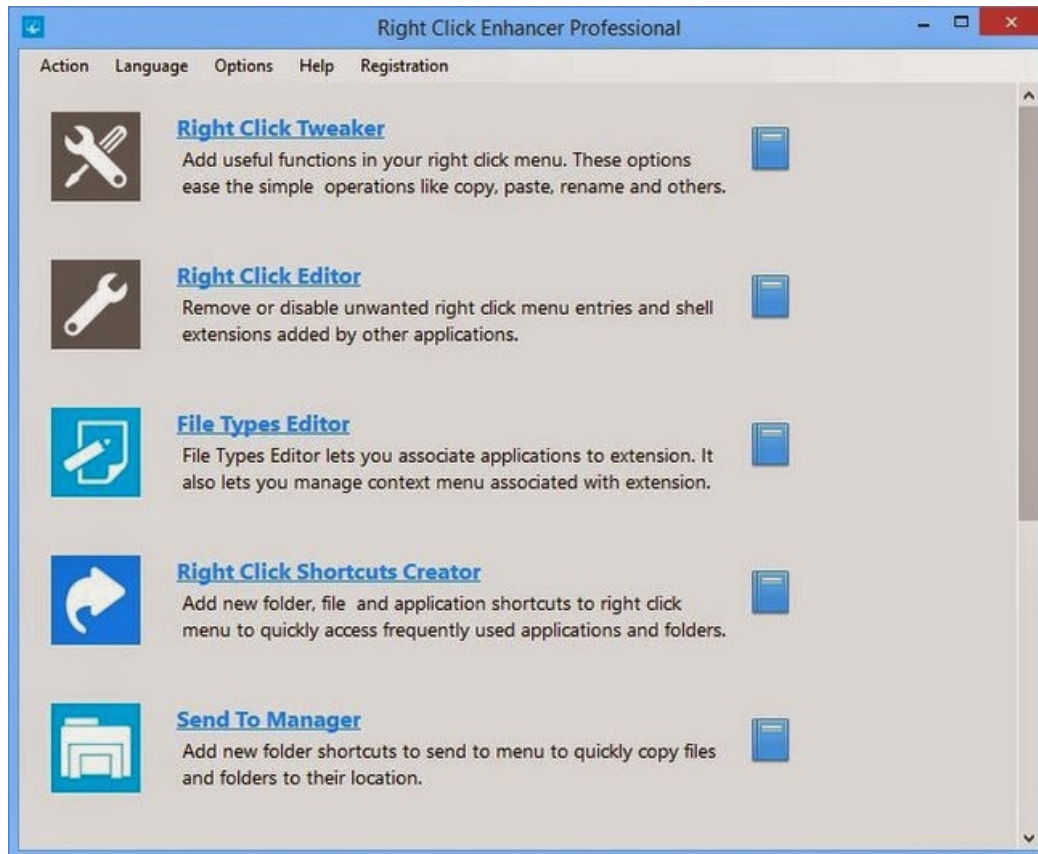 Right Click Enhancer Professional
Action Language Options Help Registration
Right Click Tweaker
Add useful functions in your right click menu. These options
ease the simple operations like copy, paste, rename and others.
Right Click Editor
Remove or disable unwanted right click menu entries and shell
extensions added by other applications.
File Types Editor
File Types Editor lets you associate applications to extension. It
also lets you manage context menu associated with extension.
Right Click Shortcuts Creator
Add new folder, file and application shortcuts to right click
menu to quickly access frequently used applications and folders.
Send To Manager
Add new folder shortcuts to send to menu to quickly copy files
and folders to their location.